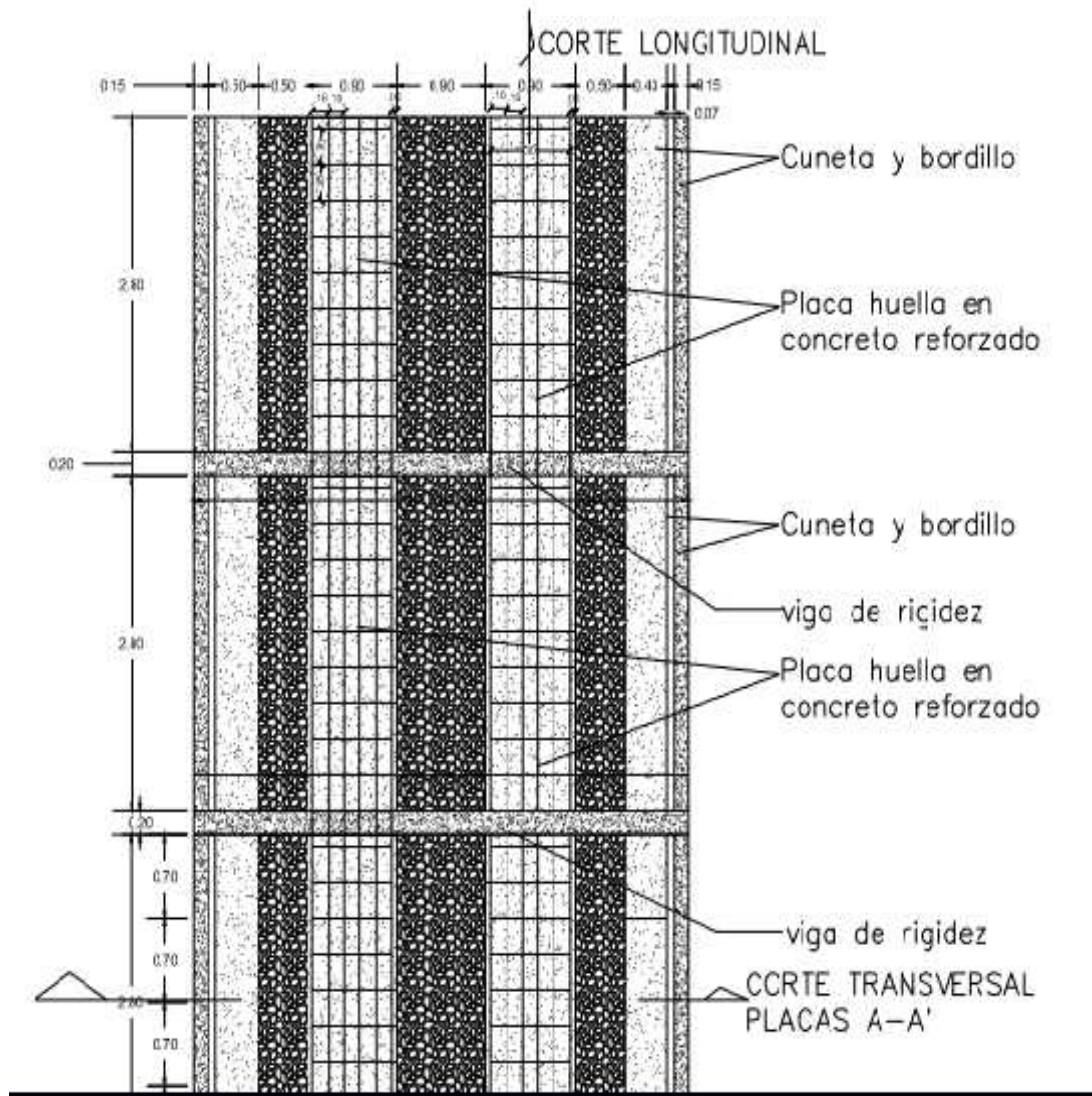 CORTE LONGITUDINAL
0.15 0.50 0.50 0.90 0.90 0.90 0.50 0.40 0.15
0.07
Cuneta y bordillo
2.80
Placa huella en
concreto reforzado
0.20
Cuneta y bordillo
viga de rigidez
2.80
Placa huella en
concreto reforzado
0.20
0.70
viga de rigidez
0.70
2.80
CORTE TRANSVERSAL
PLACAS A-A'
0.70